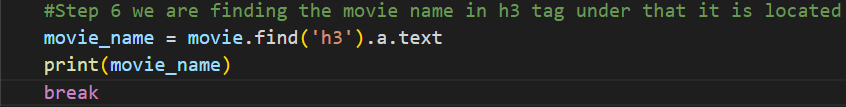 #Step 6 we are finding the movie name in h3 tag under that it is located
movie_name = movie.find('h3').a.text
print(movie_name)
break